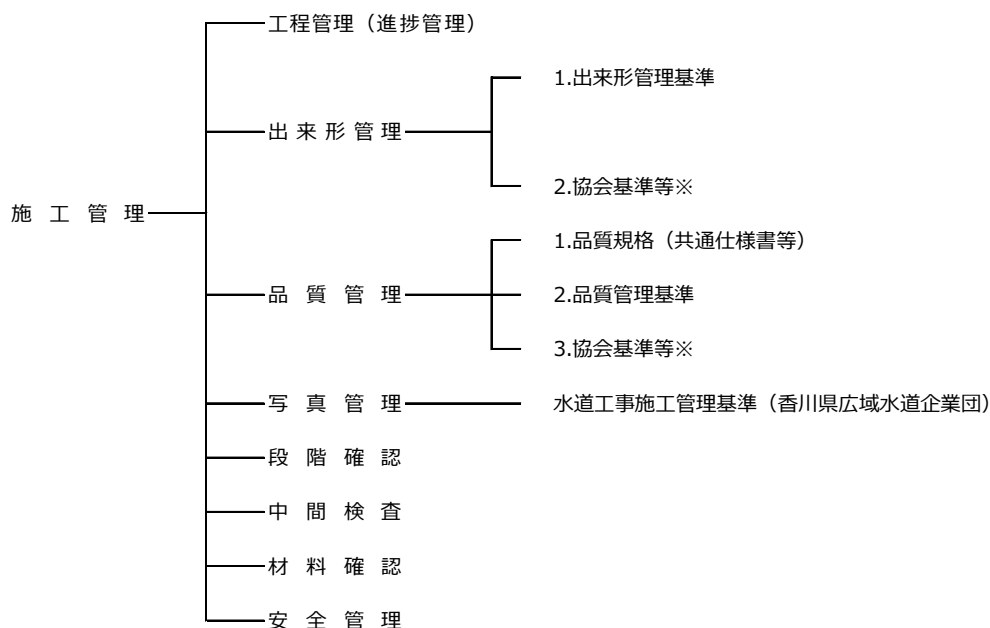 工程管理（進捗管理）
1.出来形管理基準
出来形管理
2.協会基準等※
施工管理
1.品質規格（共通仕様書等）
品質管理
2.品質管理基準
3.協会基準等※
写真管理
水道工事施工管理基準（香川県広域水道企業団）
段階確認
中間検査
材料確認
安全管理